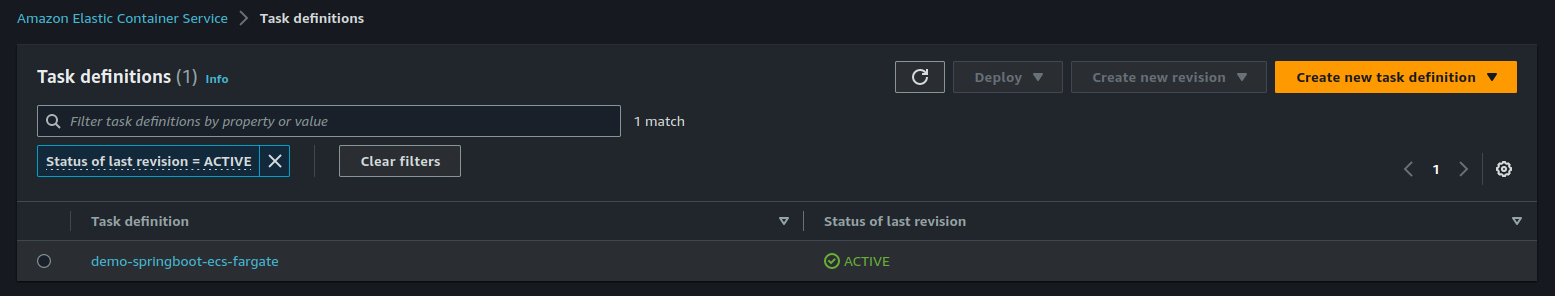 Amazon Elastic Container Service > Task definitions
Task definitions (1) Info
Deploy Create new revision Create new task definition
Filter task definitions by property or value 1 match
Status of last revision = ACTIVE Clear filters
1
Task definition Status of last revision
demo-springboot-ecs-fargate ACTIVE